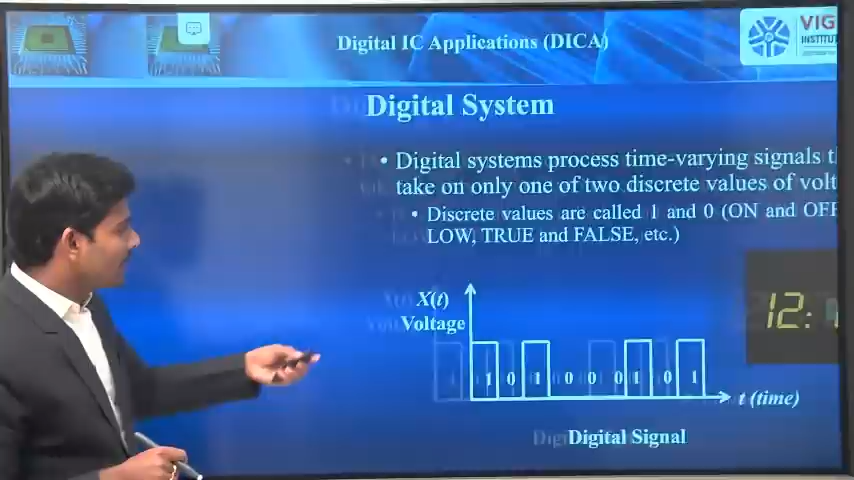 Digital IC Applications (DICA)
VIG
INSTITUT
Digital System
• Digital systems process time-varying signals th
take on only one of two discrete values of volt
• Discrete values are called 1 and 0 (ON and OFF
LOW, TRUE and FALSE, etc.)
X(t)
Voltage
12:
1 0 1 0 0 0 1 0 1
t (time)
Digital Signal